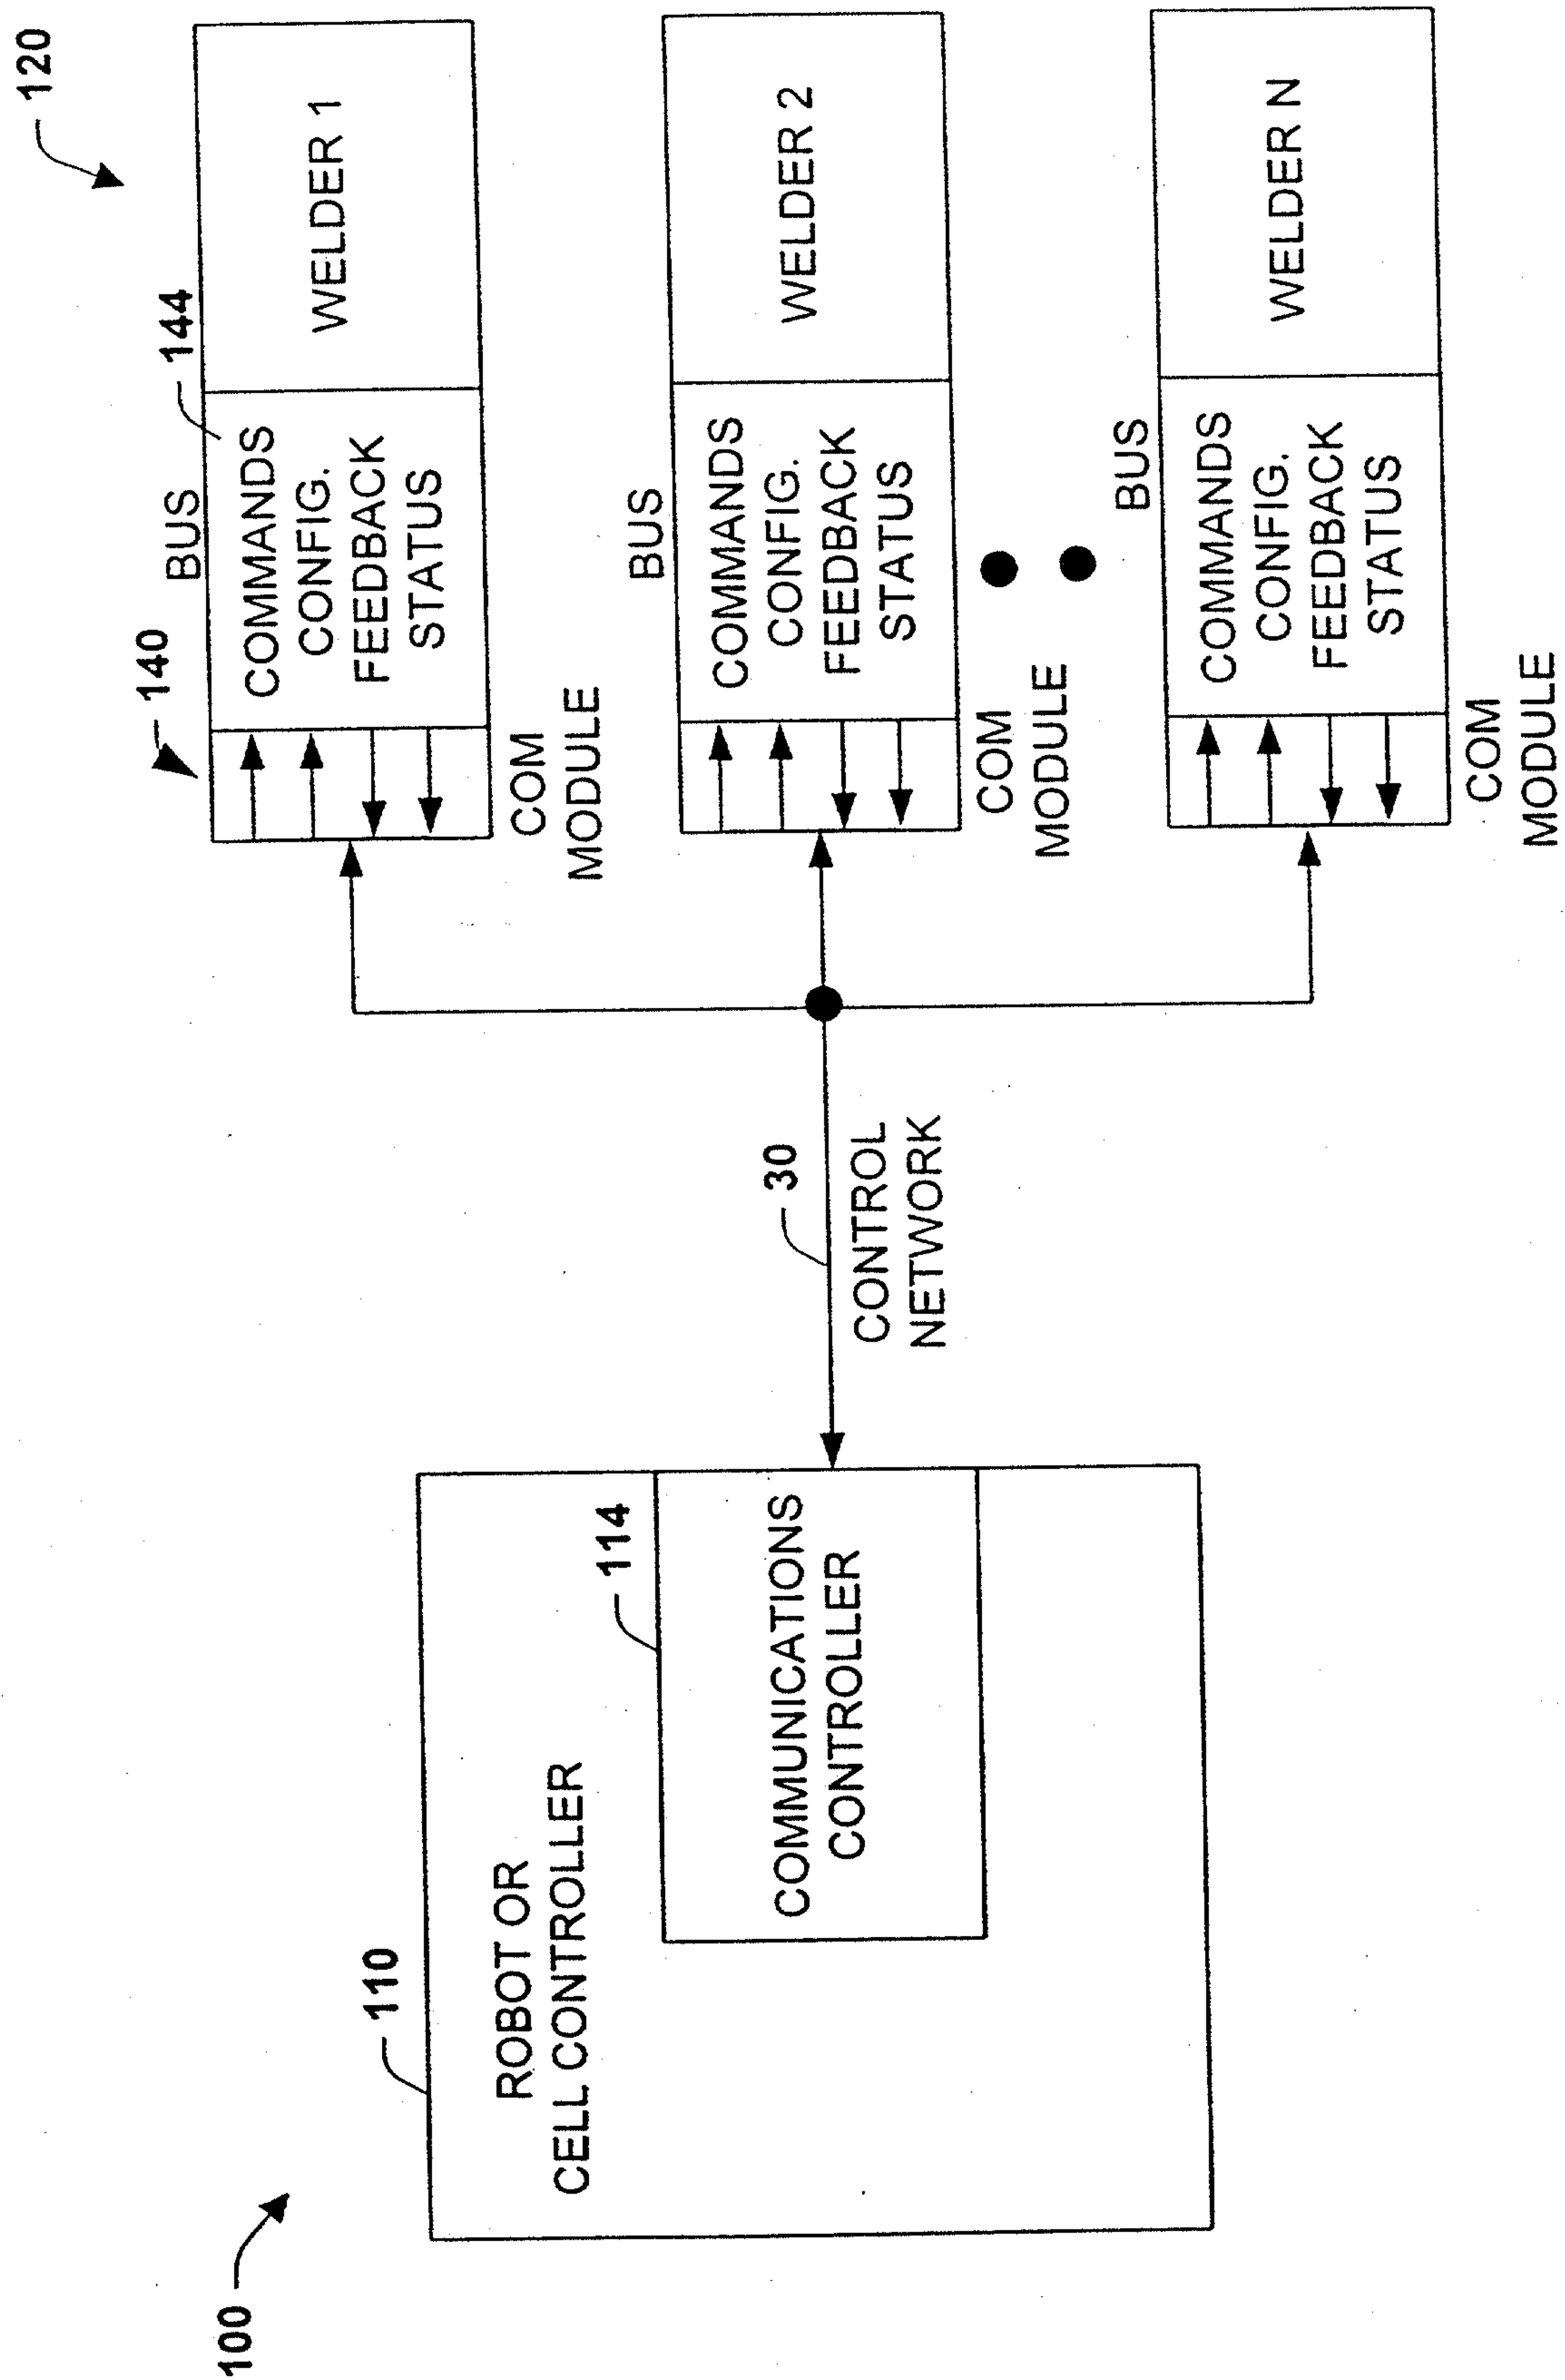 100
110
ROBOT OR
CELL CONTROLLER
114
COMMUNICATIONS
CONTROLLER
30
CONTROL
NETWORK
120
140
BUS
144
COMMANDS
CONFIG.
FEEDBACK
STATUS
WELDER 1
COM
MODULE
BUS
COMMANDS
CONFIG.
FEEDBACK
STATUS
WELDER 2
COM
MODULE
BUS
COMMANDS
CONFIG.
FEEDBACK
STATUS
WELDER N
COM
MODULE